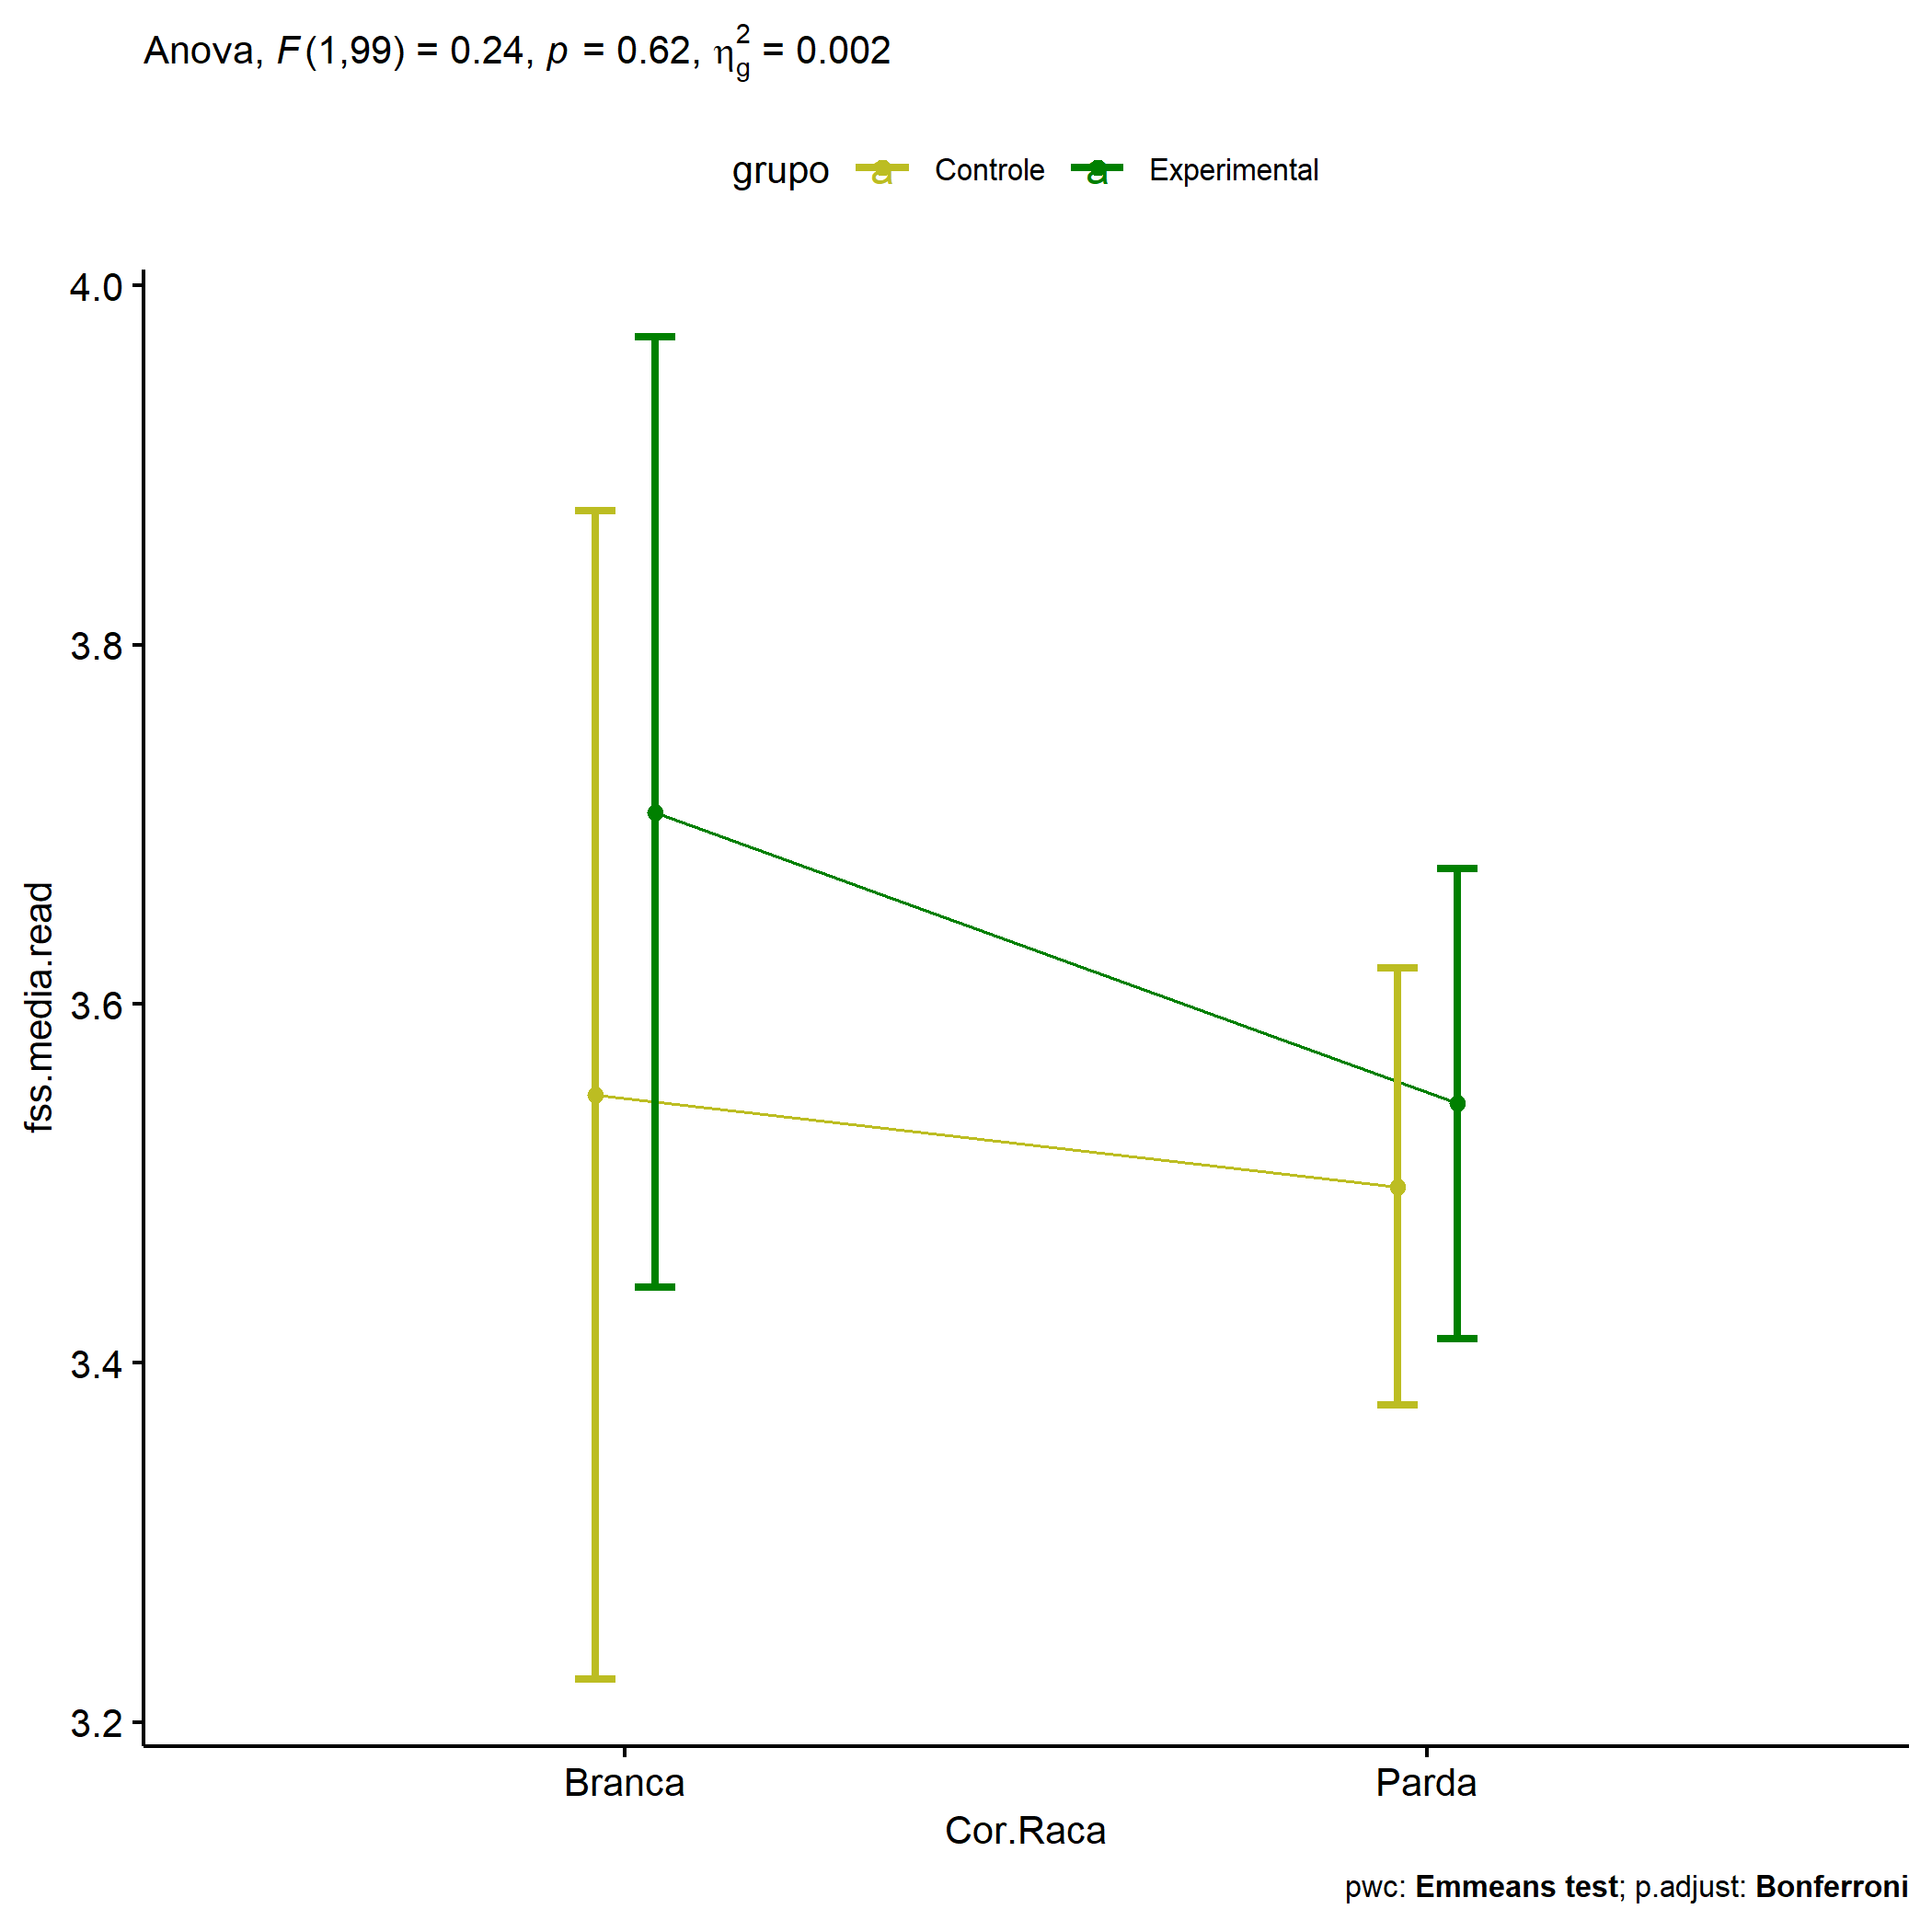 Anova, F(1,99) = 0.24, p = 0.62, η²g = 0.002
grupo a Controle a Experimental
4.0
3.8
3.6
3.4
3.2
fss.media.read
Branca Parda
Cor.Raca
pwc: Emmeans test; p.adjust: Bonferroni